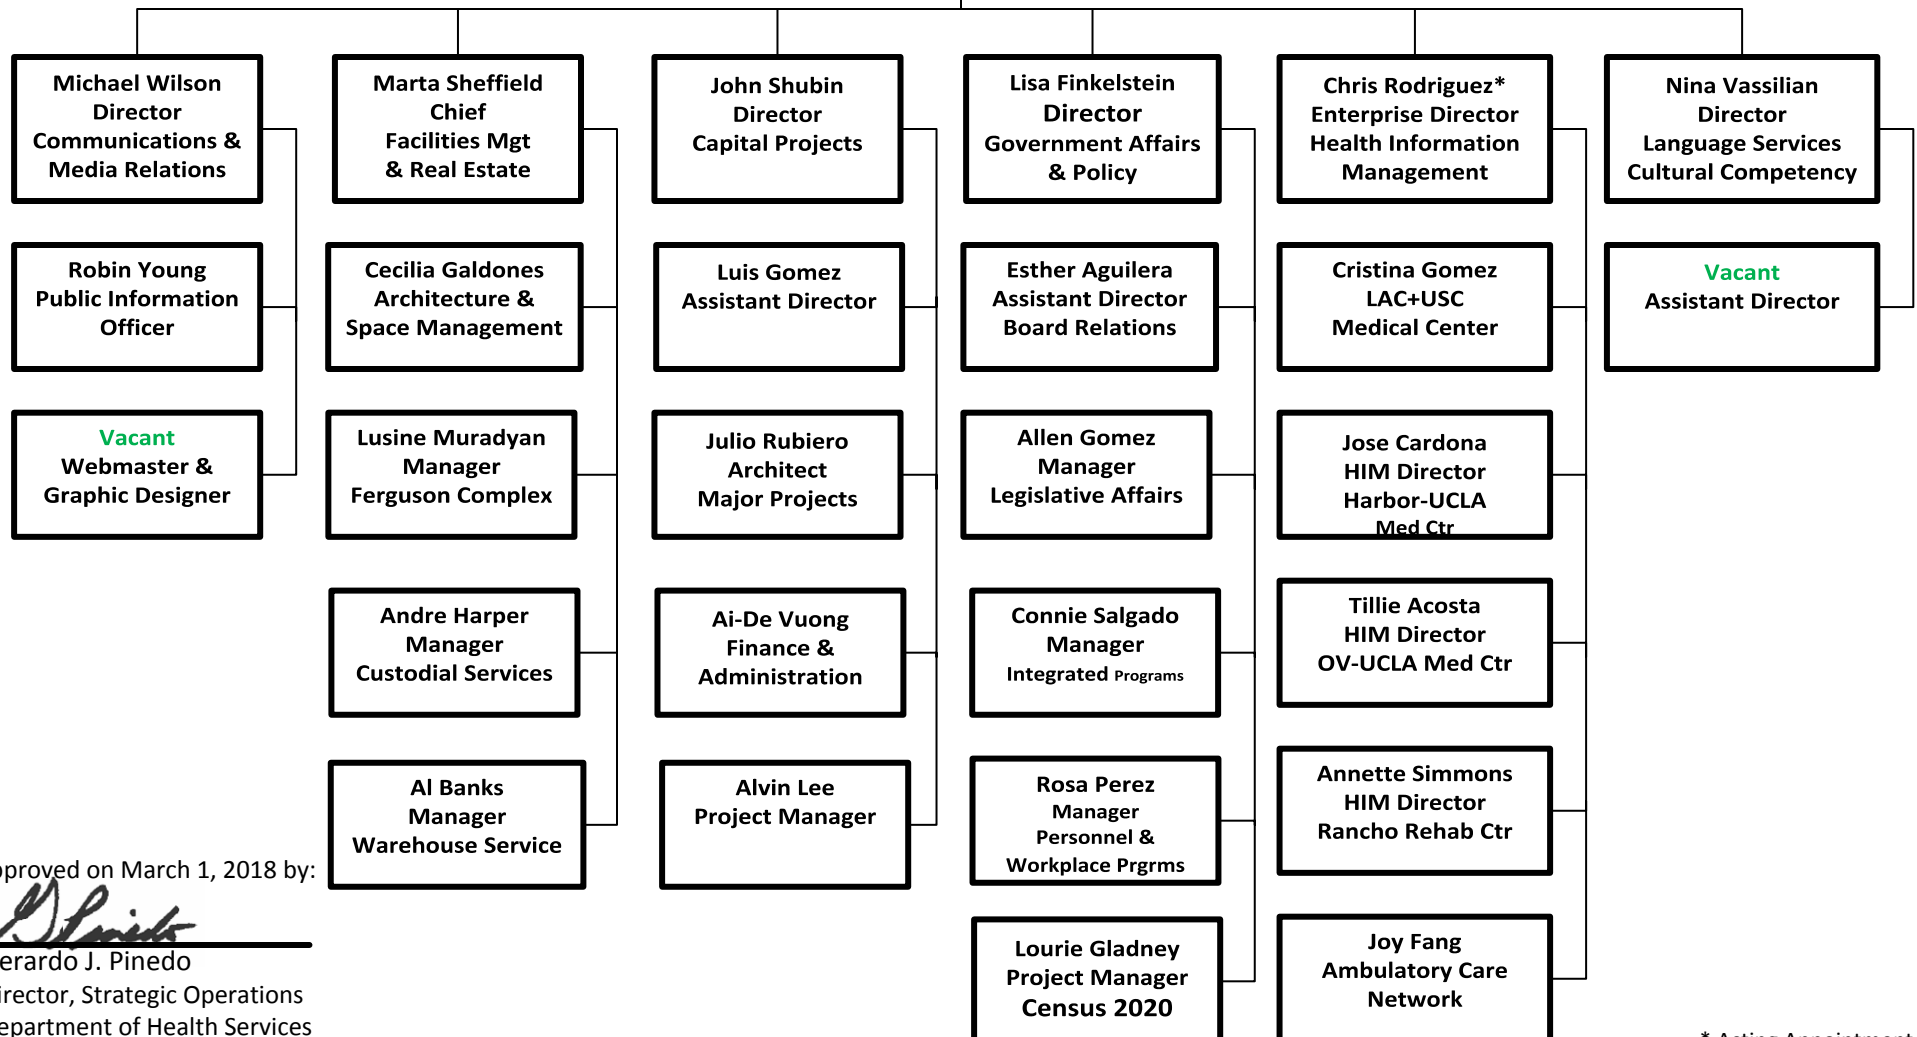 Michael Wilson
Director
Communications &
Media Relations
Marta Sheffield
Chief
Facilities Mgt
& Real Estate
John Shubin
Director
Capital Projects
Lisa Finkelstein
Director
Government Affairs
& Policy
Chris Rodriguez*
Enterprise Director
Health Information
Management
Nina Vassilian
Director
Language Services
Cultural Competency
Robin Young
Public Information
Officer
Cecilia Galdones
Architecture &
Space Management
Luis Gomez
Assistant Director
Esther Aguilera
Assistant Director
Board Relations
Cristina Gomez
LAC+USC
Medical Center
Vacant
Assistant Director
Vacant
Webmaster &
Graphic Designer
Lusine Muradyan
Manager
Ferguson Complex
Julio Rubiero
Architect
Major Projects
Allen Gomez
Manager
Legislative Affairs
Jose Cardona
HIM Director
Harbor-UCLA
Med Ctr
Andre Harper
Manager
Custodial Services
Ai-De Vuong
Finance &
Administration
Connie Salgado
Manager
Integrated Programs
Tillie Acosta
HIM Director
OV-UCLA Med Ctr
Al Banks
Manager
Warehouse Service
Alvin Lee
Project Manager
Rosa Perez
Manager
Personnel &
Workplace Prgrms
Annette Simmons
HIM Director
Rancho Rehab Ctr
Lourie Gladney
Project Manager
Census 2020
Joy Fang
Ambulatory Care
Network
pproved on March 1, 2018 by:
G Pinedo
erardo J. Pinedo
irector, Strategic Operations
epartment of Health Services
* Acting Appointment